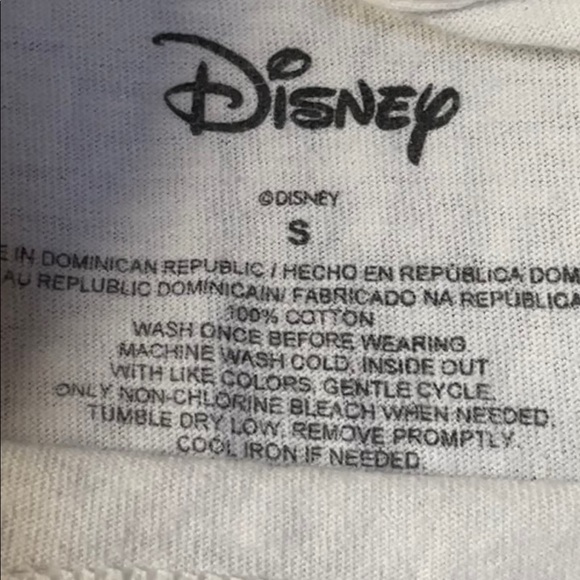 Disney
©DISNEY
S
E IN DOMINICAN REPUBLIC / HECHO EN REPÚBLICA DOM
AU REPLUBLIC DOMINICAIN/ FABRICADO NA REPÚBLICA
100% COTTON
WASH ONCE BEFORE WEARING
MACHINE WASH COLD, INSIDE OUT
WITH LIKE COLORS, GENTLE CYCLE.
ONLY NON-CHLORINE BLEACH WHEN NEEDED.
TUMBLE DRY LOW. REMOVE PROMPTLY.
COOL IRON IF NEEDED.